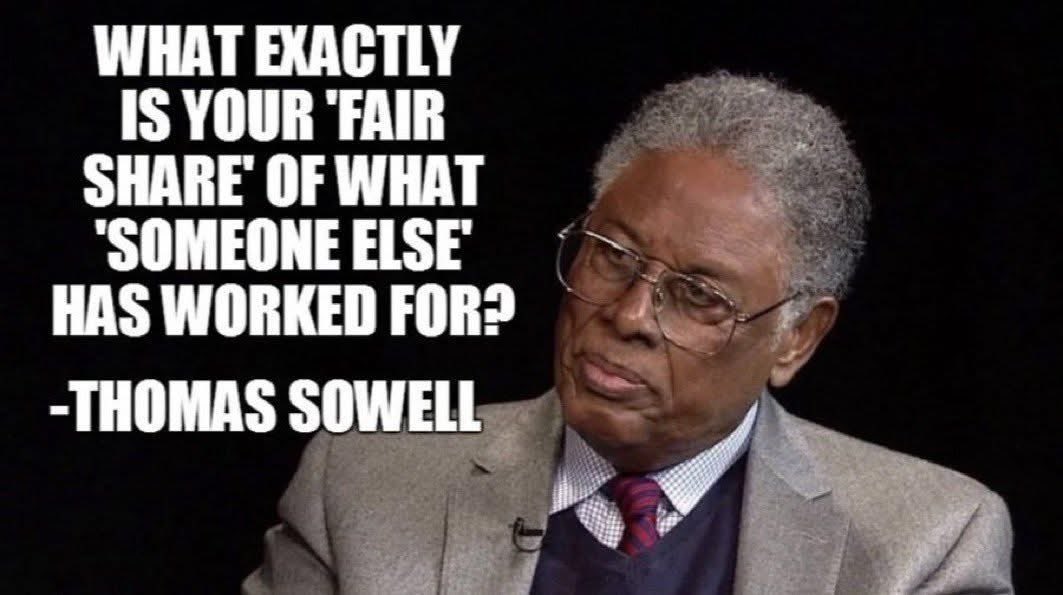 WHAT EXACTLY
IS YOUR 'FAIR
SHARE' OF WHAT
'SOMEONE ELSE'
HAS WORKED FOR?
-THOMAS SOWELL